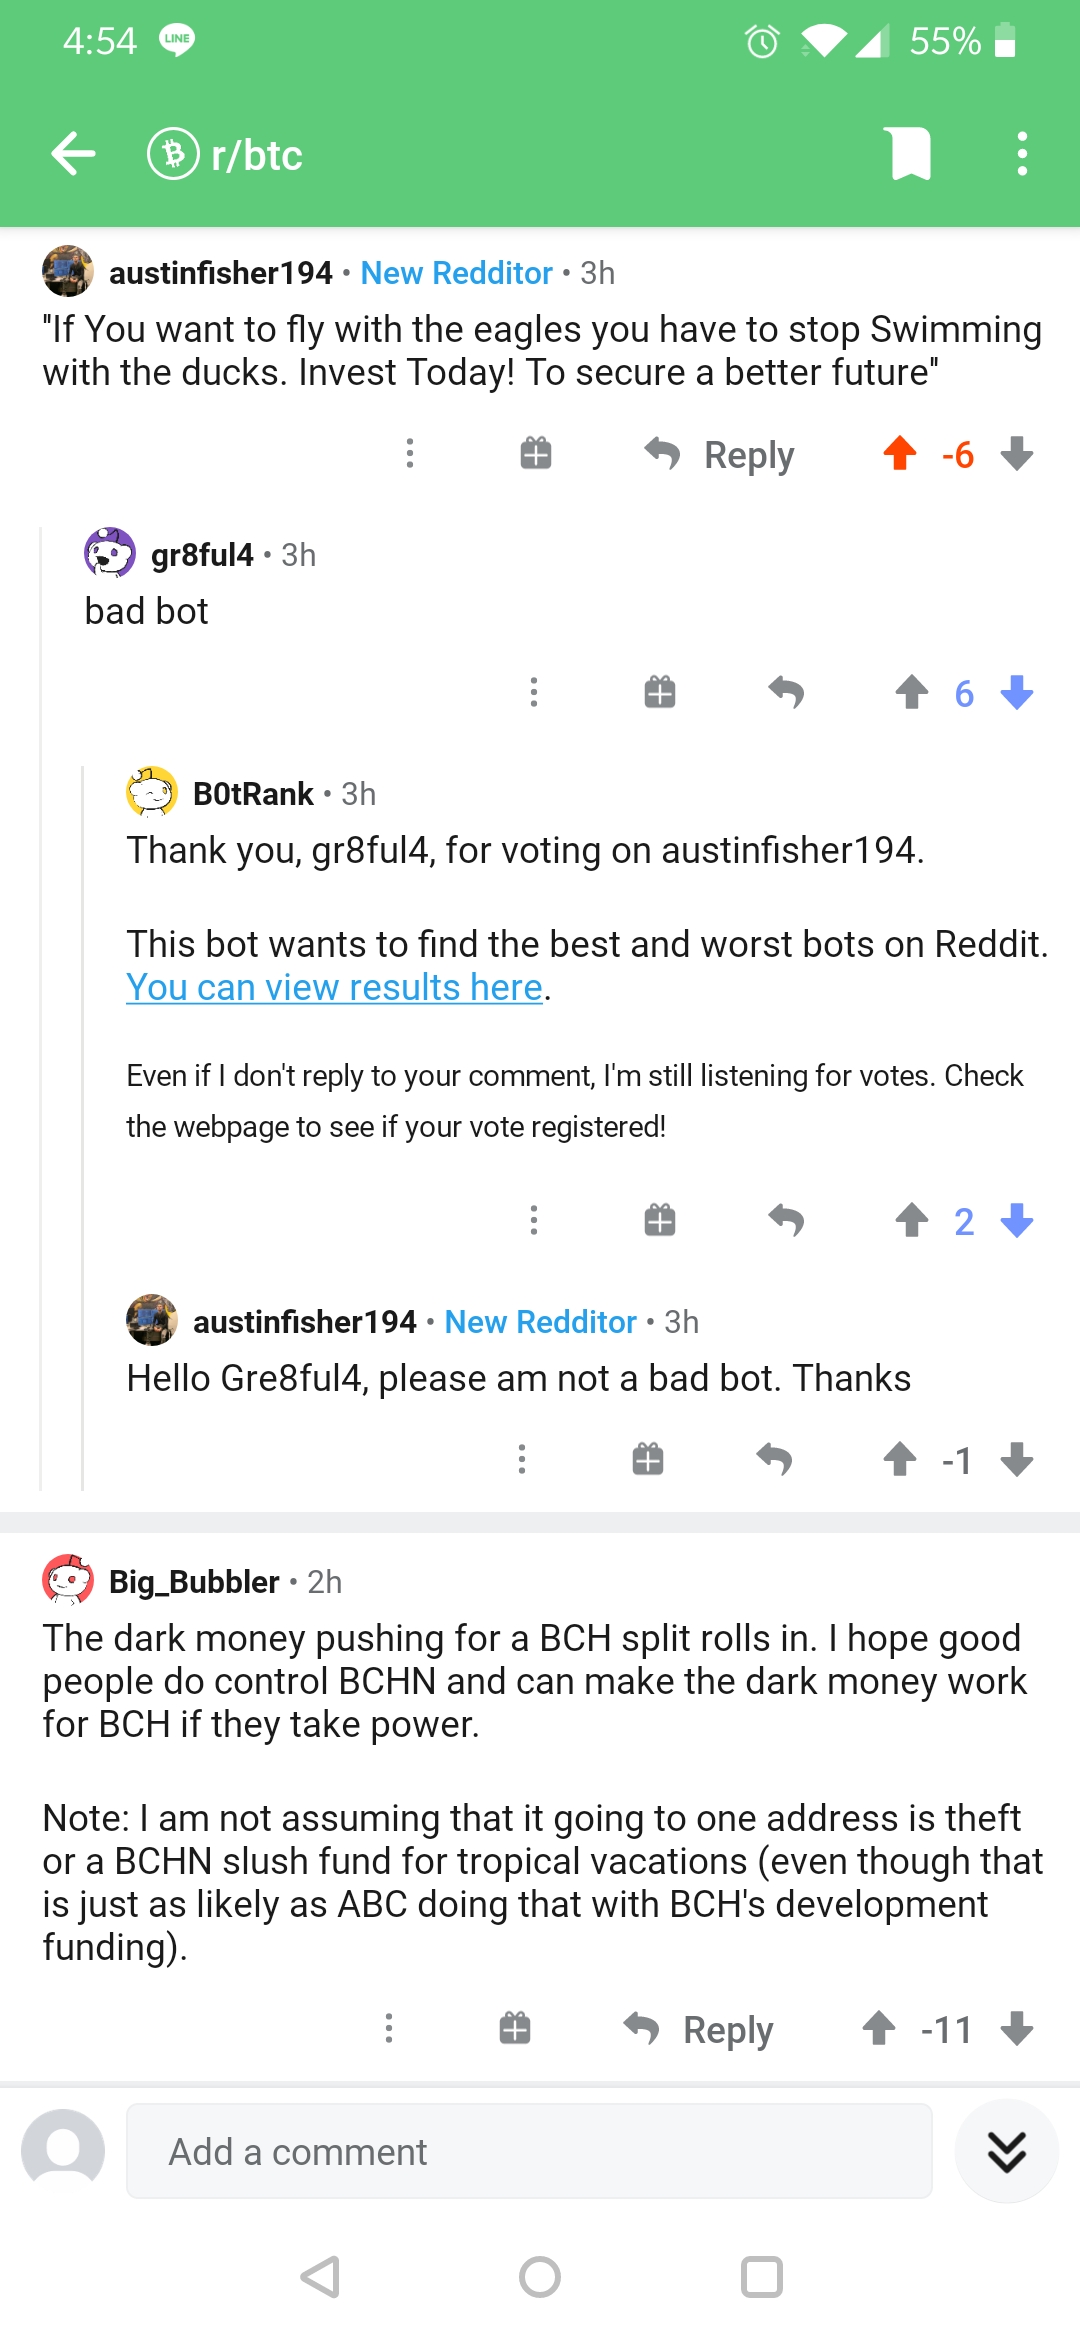 4:54 LINE 55%
r/btc
austinfisher194 • New Redditor • 3h
"If You want to fly with the eagles you have to stop Swimming
with the ducks. Invest Today! To secure a better future"
Reply -6
gr8ful4 • 3h
bad bot
6
B0tRank • 3h
Thank you, gr8ful4, for voting on austinfisher194.
This bot wants to find the best and worst bots on Reddit.
You can view results here.
Even if I don't reply to your comment, I'm still listening for votes. Check
the webpage to see if your vote registered!
2
austinfisher194 • New Redditor • 3h
Hello Gre8ful4, please am not a bad bot. Thanks
-1
Big_Bubbler • 2h
The dark money pushing for a BCH split rolls in. I hope good
people do control BCHN and can make the dark money work
for BCH if they take power.
Note: I am not assuming that it going to one address is theft
or a BCHN slush fund for tropical vacations (even though that
is just as likely as ABC doing that with BCH's development
funding).
Reply -11
Add a comment